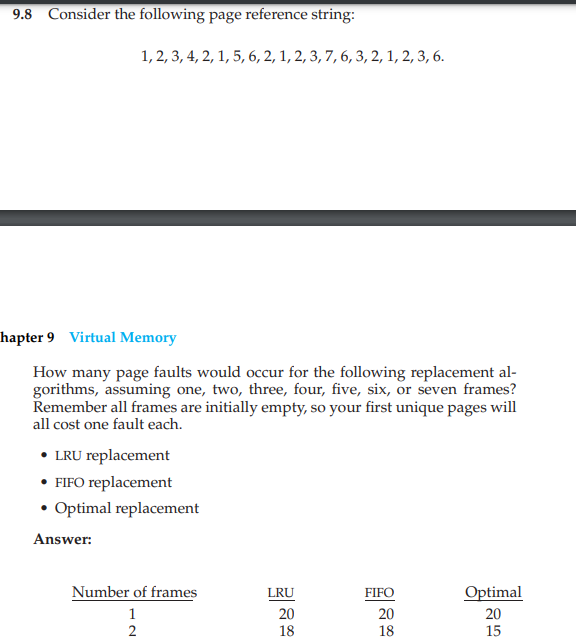 9.8 Consider the following page reference string:
1, 2, 3, 4, 2, 1, 5, 6, 2, 1, 2, 3, 7, 6, 3, 2, 1, 2, 3, 6.
hapter 9 Virtual Memory
How many page faults would occur for the following replacement al-
gorithms, assuming one, two, three, four, five, six, or seven frames?
Remember all frames are initially empty, so your first unique pages will
all cost one fault each.
• LRU replacement
• FIFO replacement
• Optimal replacement
Answer:
Number of frames LRU FIFO Optimal
1 20 20 20
2 18 18 15